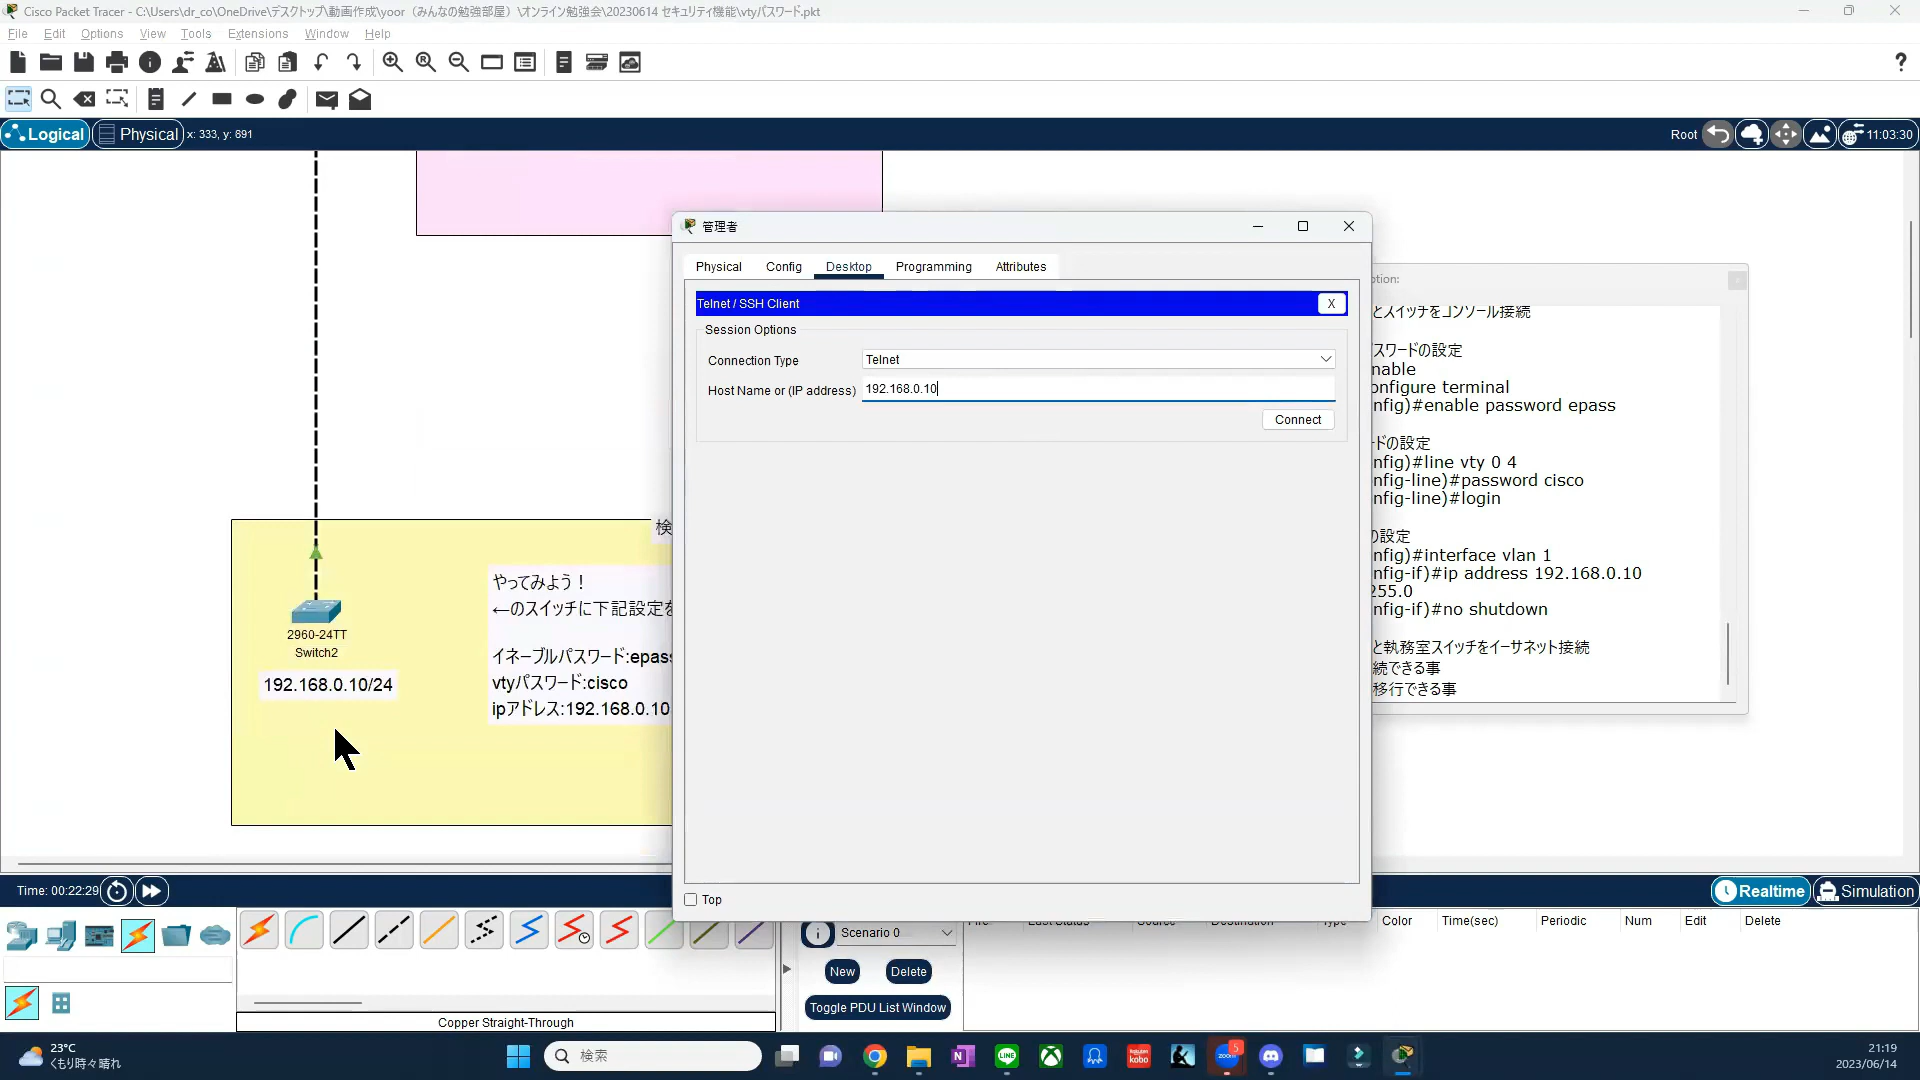 Cisco Packet Tracer - C:\Users\dr_co\OneDrive\デスクトップ\動画作成\yoor（みんなの勉強部屋）\オンライン勉強会\20230614 セキュリティ機能\vtyパスワード.pkt
File Edit Options View Tools Extensions Window Help
?
Logical Physical x: 333, y: 891 Root 11:03:30
管理者
Physical Config Desktop Programming Attributes
Telnet / SSH Client X
Session Options
Connection Type Telnet
Host Name or (IP address) 192.168.0.10
Connect
Top
ption:
とスイッチをコンソール接続
スワードの設定
nable
onfigure terminal
nfig)#enable password epass
ドの設定
nfig)#line vty 0 4
nfig-line)#password cisco
nfig-line)#login
の設定
nfig)#interface vlan 1
nfig-if)#ip address 192.168.0.10
255.0
nfig-if)#no shutdown
と執務室スイッチをイーサネット接続
続できる事
移行できる事
検
2960-24TT
Switch2
192.168.0.10/24
やってみよう！
←のスイッチに下記設定を
イネーブルパスワード:epass
vtyパスワード:cisco
ipアドレス:192.168.0.10
Time: 00:22:29
Realtime Simulation
Scenario 0
Fire Last Status Source Destination Type Color Time(sec) Periodic Num Edit Delete
New Delete
Toggle PDU List Window
Copper Straight-Through
23°C
くもり時々晴れ
検索
LINE
Rakuten kobo
zoom
5
21:19
2023/06/14